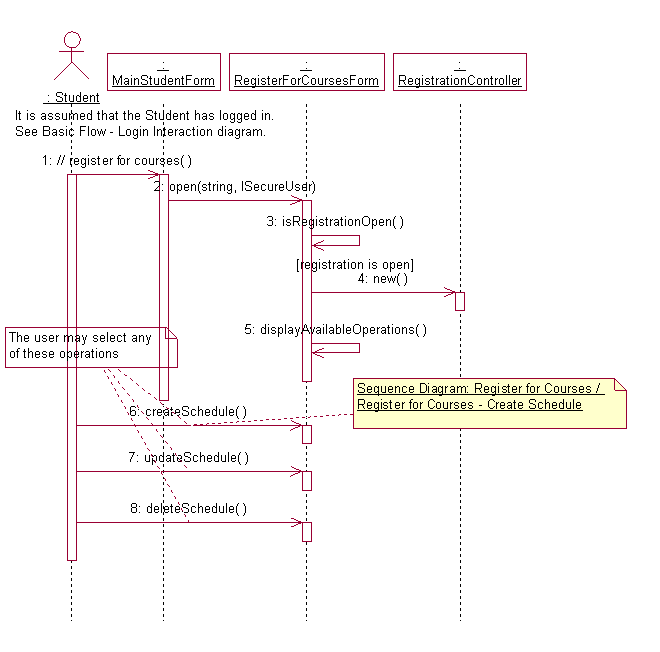 : Student
:
MainStudentForm
:
RegisterForCoursesForm
:
RegistrationController
It is assumed that the Student has logged in.
See Basic Flow - Login Interaction diagram.
1: // register for courses( )
2: open(string, ISecureUser)
3: isRegistrationOpen( )
[registration is open]
4: new( )
5: displayAvailableOperations( )
The user may select any
of these operations
Sequence Diagram: Register for Courses /
Register for Courses - Create Schedule
6: createSchedule( )
7: updateSchedule( )
8: deleteSchedule( )